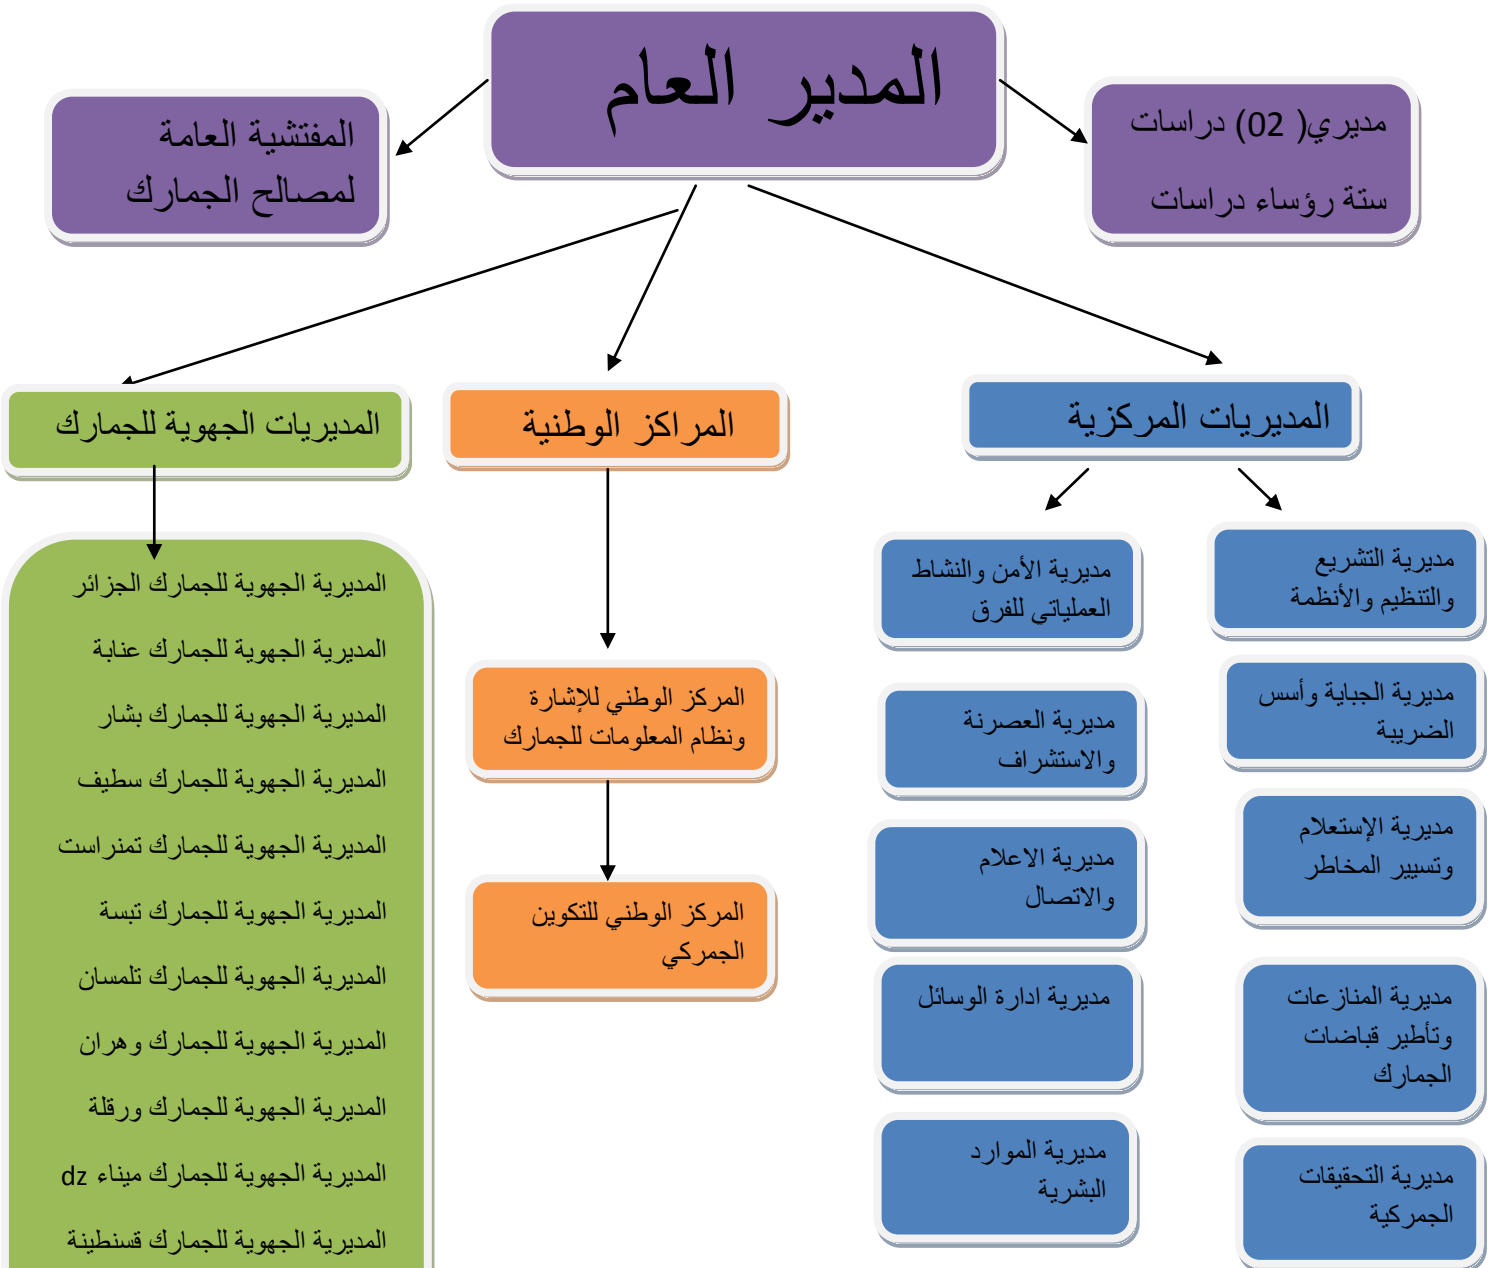 المدير العام
مديري( 02) دراسات
ستة رؤساء دراسات
المفتشية العامة
لمصالح الجمارك
المديريات المركزية
المراكز الوطنية
المديريات الجهوية للجمارك
مديرية التشريع
والتنظيم والأنظمة
مديرية الجباية وأسس
الضريبة
مديرية الإستعلام
وتسيير المخاطر
مديرية المنازعات
وتأطير قباضات
الجمارك
مديرية التحقيقات
الجمركية
مديرية الأمن والنشاط
العملياتي للفرق
مديرية العصرنة
والاستشراف
مديرية الاعلام
والاتصال
مديرية ادارة الوسائل
مديرية الموارد
البشرية
المركز الوطني للإشارة
ونظام المعلومات للجمارك
المركز الوطني للتكوين
الجمركي
المديرية الجهوية للجمارك الجزائر
المديرية الجهوية للجمارك عنابة
المديرية الجهوية للجمارك بشار
المديرية الجهوية للجمارك سطيف
المديرية الجهوية للجمارك تمنراست
المديرية الجهوية للجمارك تبسة
المديرية الجهوية للجمارك تلمسان
المديرية الجهوية للجمارك وهران
المديرية الجهوية للجمارك ورقلة
المديرية الجهوية للجمارك ميناء dz
المديرية الجهوية للجمارك قسنطينة